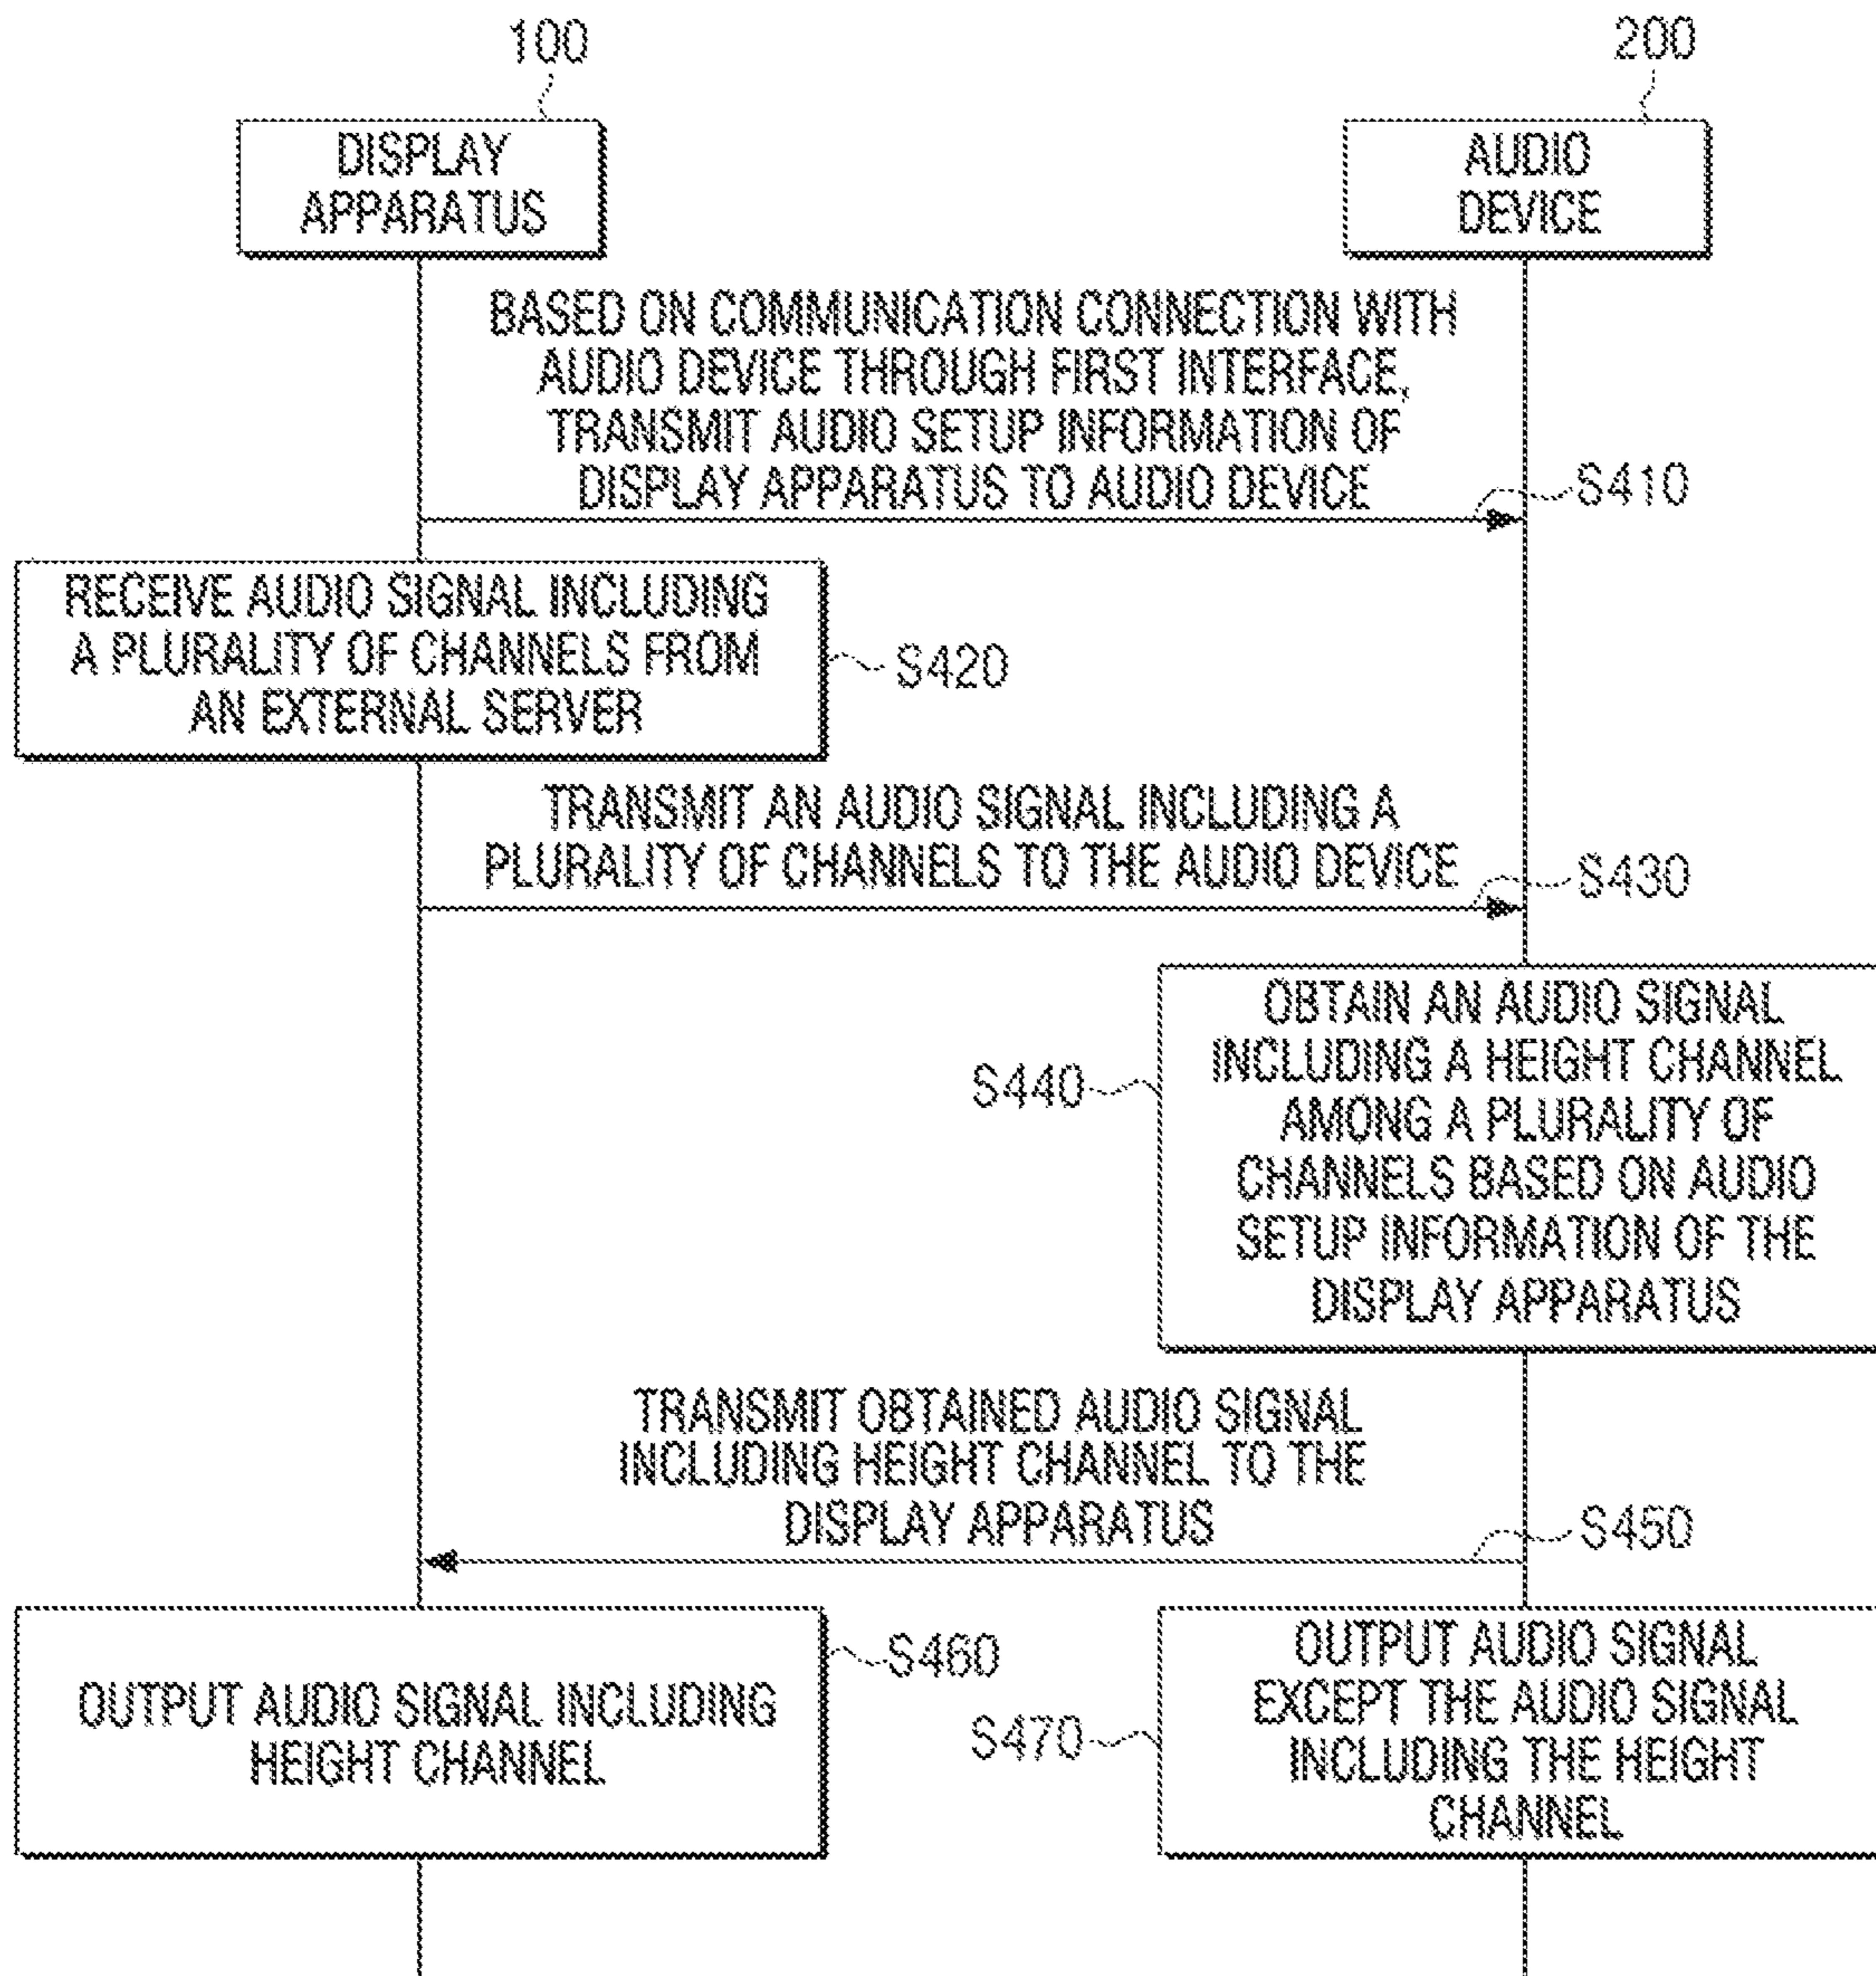 100
200
DISPLAY
APPARATUS
AUDIO
DEVICE
BASED ON COMMUNICATION CONNECTION WITH
AUDIO DEVICE THROUGH FIRST INTERFACE,
TRANSMIT AUDIO SETUP INFORMATION OF
DISPLAY APPARATUS TO AUDIO DEVICE
S410
RECEIVE AUDIO SIGNAL INCLUDING
A PLURALITY OF CHANNELS FROM
AN EXTERNAL SERVER
S420
TRANSMIT AN AUDIO SIGNAL INCLUDING A
PLURALITY OF CHANNELS TO THE AUDIO DEVICE
S430
OBTAIN AN AUDIO SIGNAL
INCLUDING A HEIGHT CHANNEL
AMONG A PLURALITY OF
CHANNELS BASED ON AUDIO
SETUP INFORMATION OF THE
DISPLAY APPARATUS
S440
TRANSMIT OBTAINED AUDIO SIGNAL
INCLUDING HEIGHT CHANNEL TO THE
DISPLAY APPARATUS
S450
OUTPUT AUDIO SIGNAL INCLUDING
HEIGHT CHANNEL
S460
OUTPUT AUDIO SIGNAL
EXCEPT THE AUDIO SIGNAL
INCLUDING THE HEIGHT
CHANNEL
S470